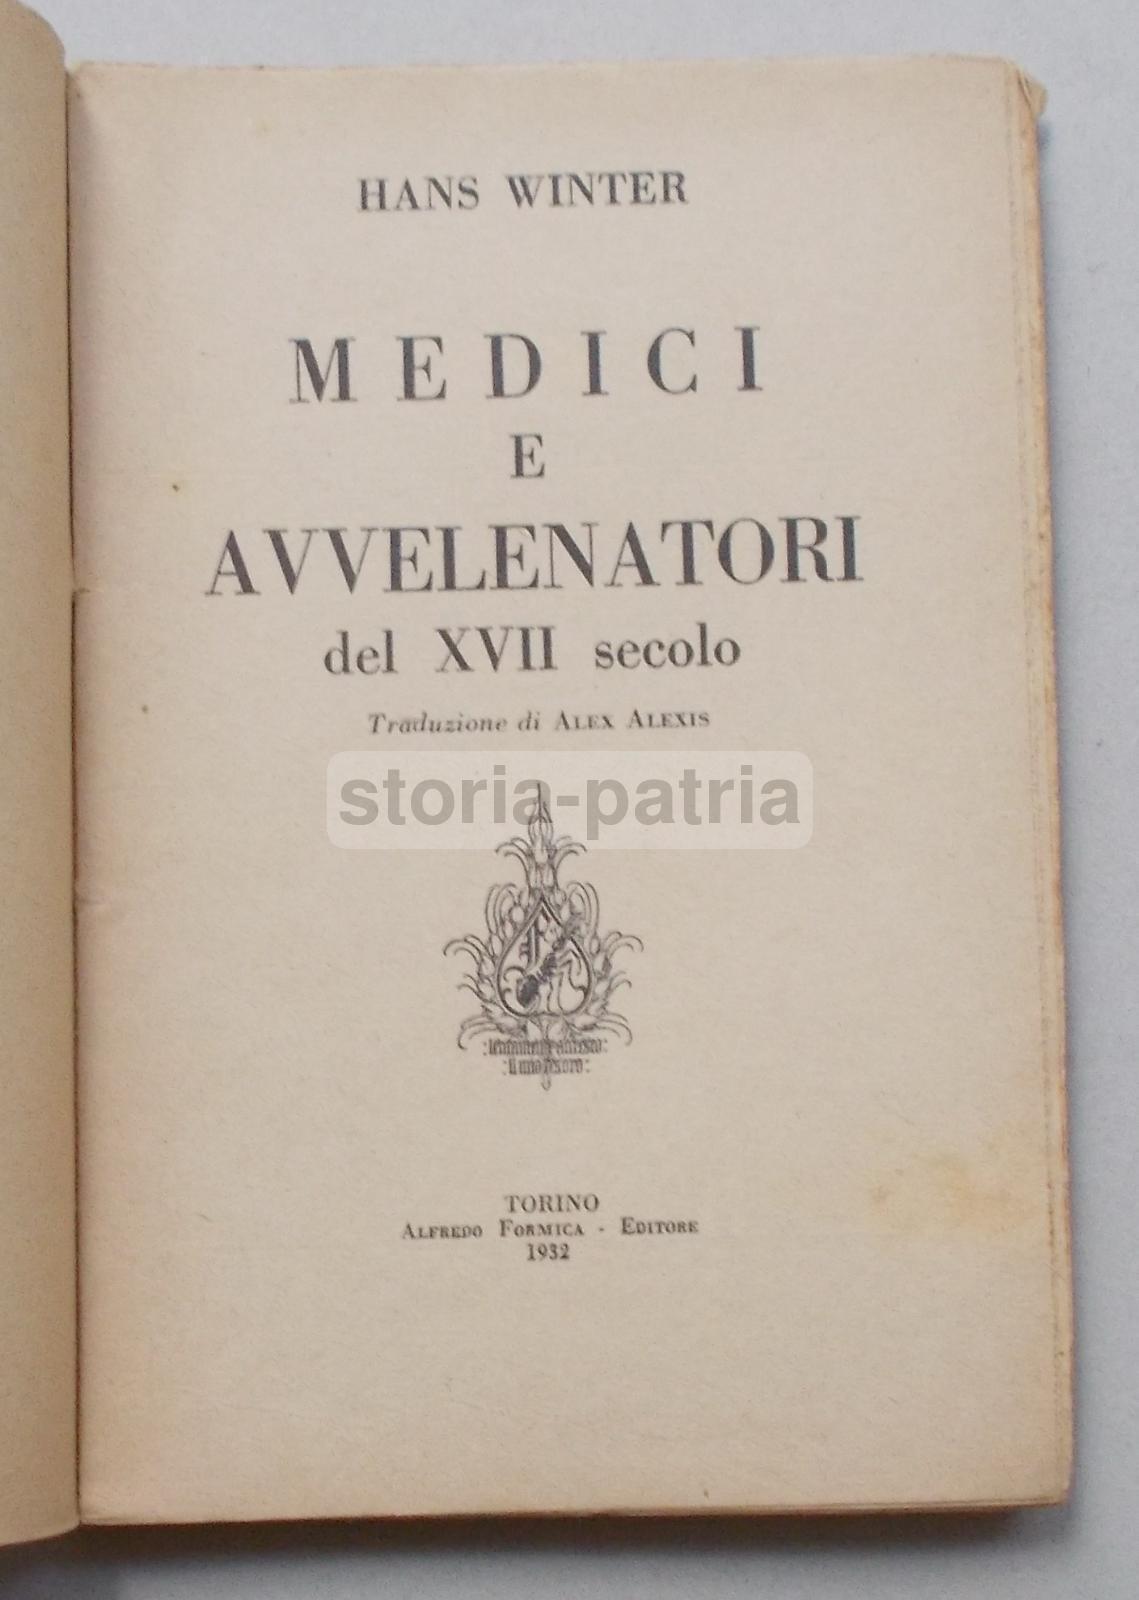 HANS WINTER
MEDICI
E
AVVELENATORI
del XVII secolo
Traduzione di ALEX ALEXIS
storia-patria
TORINO
ALFREDO FORMICA - EDITORE
1932